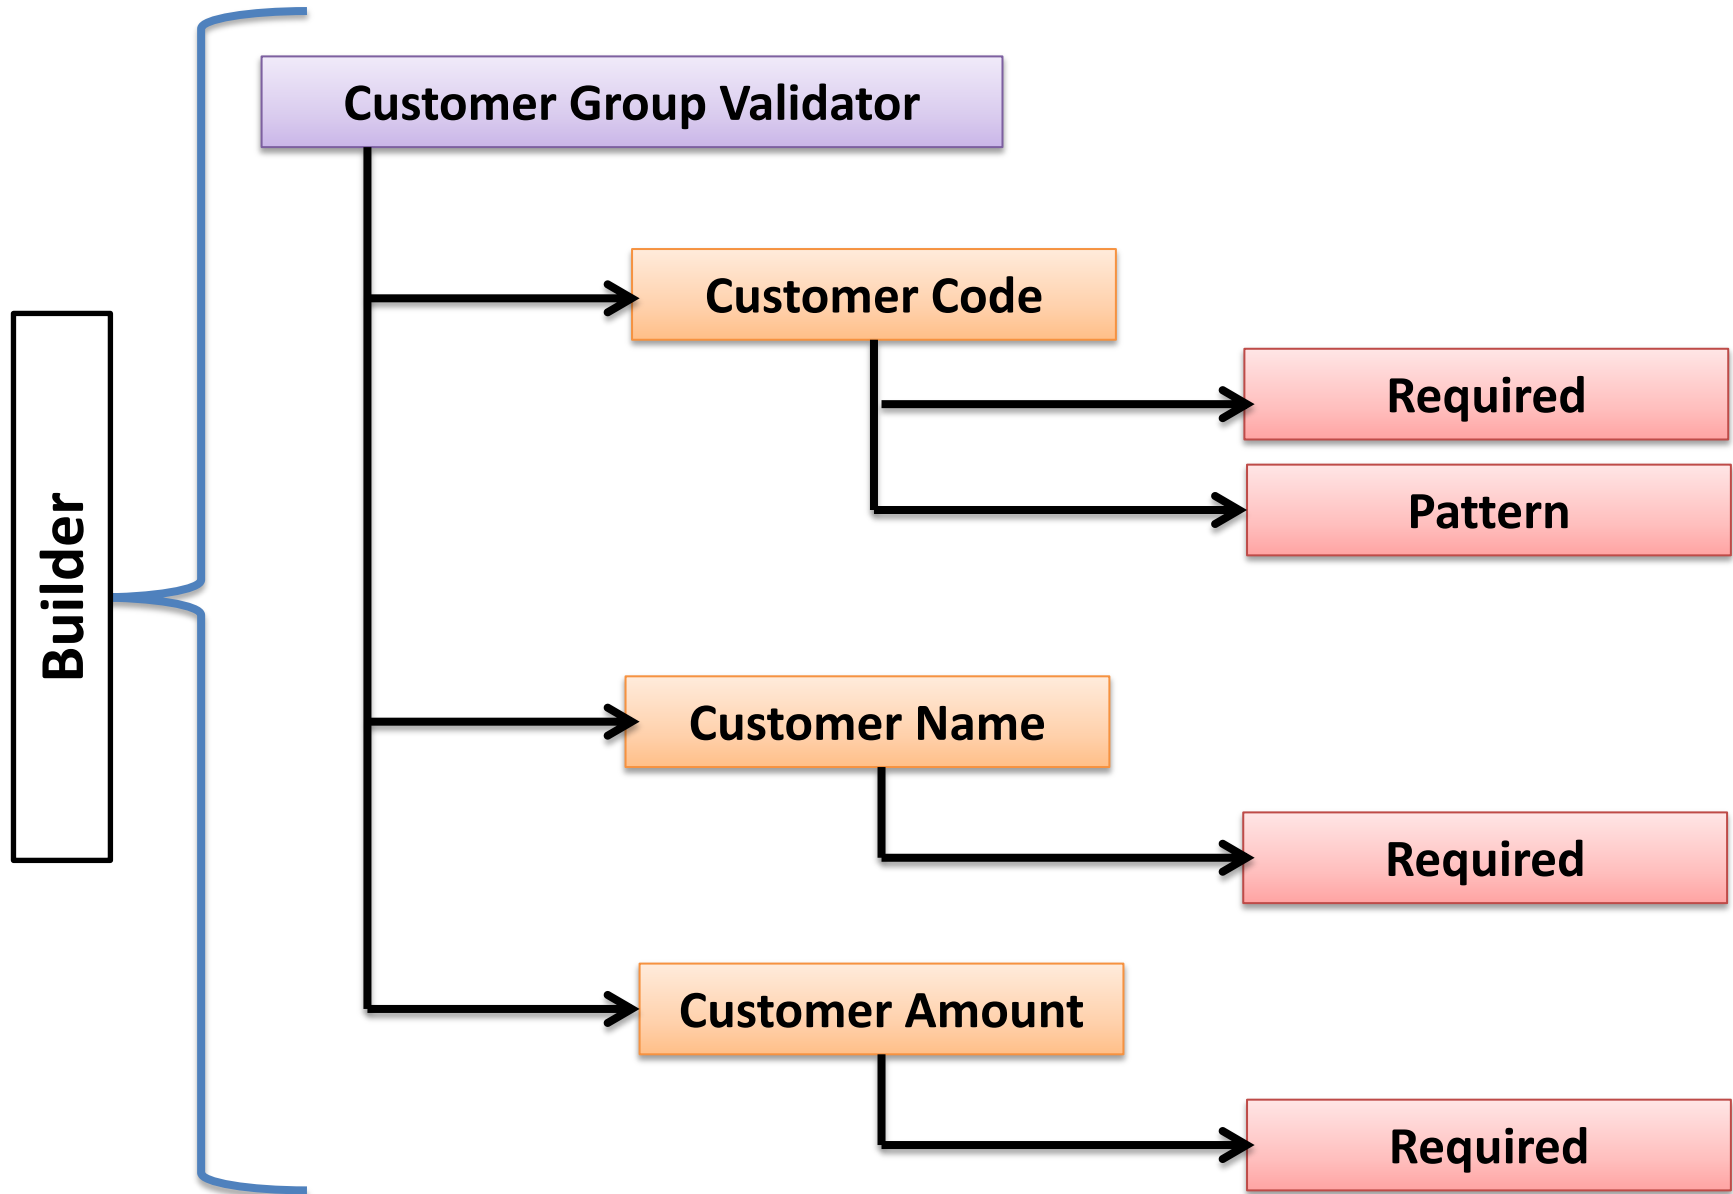 Builder
Customer Group Validator
Customer Code
Required
Pattern
Customer Name
Required
Customer Amount
Required